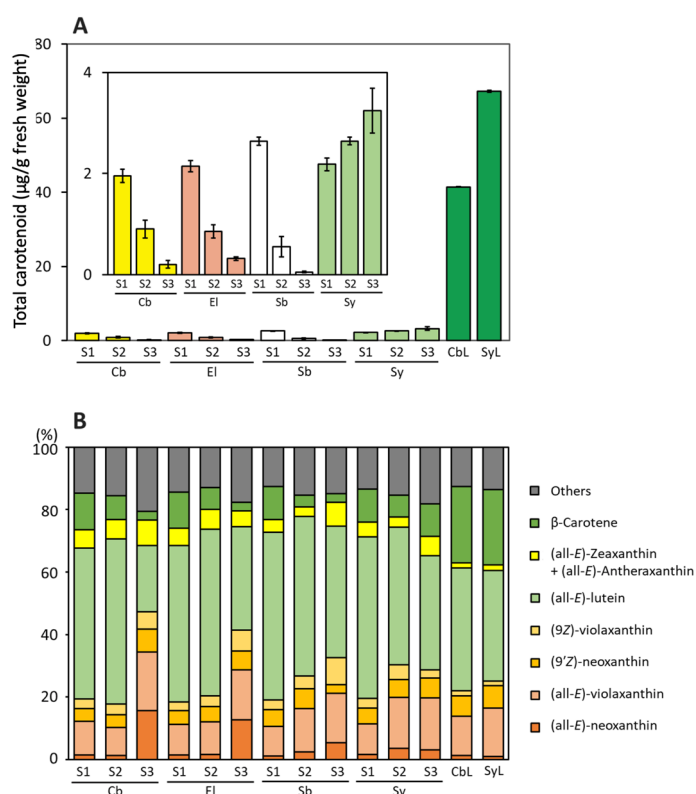 A
Total carotenoid (μg/g fresh weight)
80
60
40
20
0
4
2
0
S1 S2 S3 S1 S2 S3 S1 S2 S3 S1 S2 S3
Cb El Sb Sy
S1 S2 S3 S1 S2 S3 S1 S2 S3 S1 S2 S3 CbL SyL
Cb El Sb Sy
B
(%)
100
80
60
40
20
0
S1 S2 S3 S1 S2 S3 S1 S2 S3 S1 S2 S3 CbL SyL
Cb El Sb Sy
Others
β-Carotene
(all-E)-Zeaxanthin
+ (all-E)-Antheraxanthin
(all-E)-lutein
(9Z)-violaxanthin
(9'Z)-neoxanthin
(all-E)-violaxanthin
(all-E)-neoxanthin